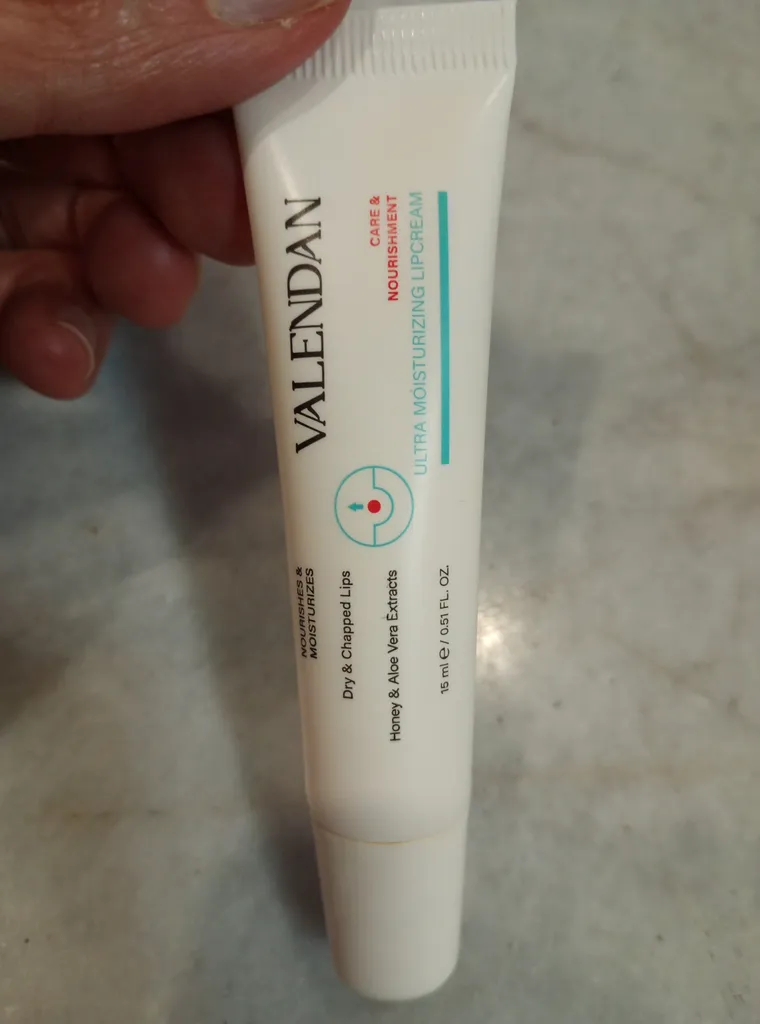 VALENDAN
CARE &
NOURISHMENT
ULTRA MOISTURIZING LIPCREAM
NOURISHES &
MOISTURIZES
Dry & Chapped Lips
Honey & Aloe Vera Extracts
15 ml ℮ / 0.51 FL. OZ.